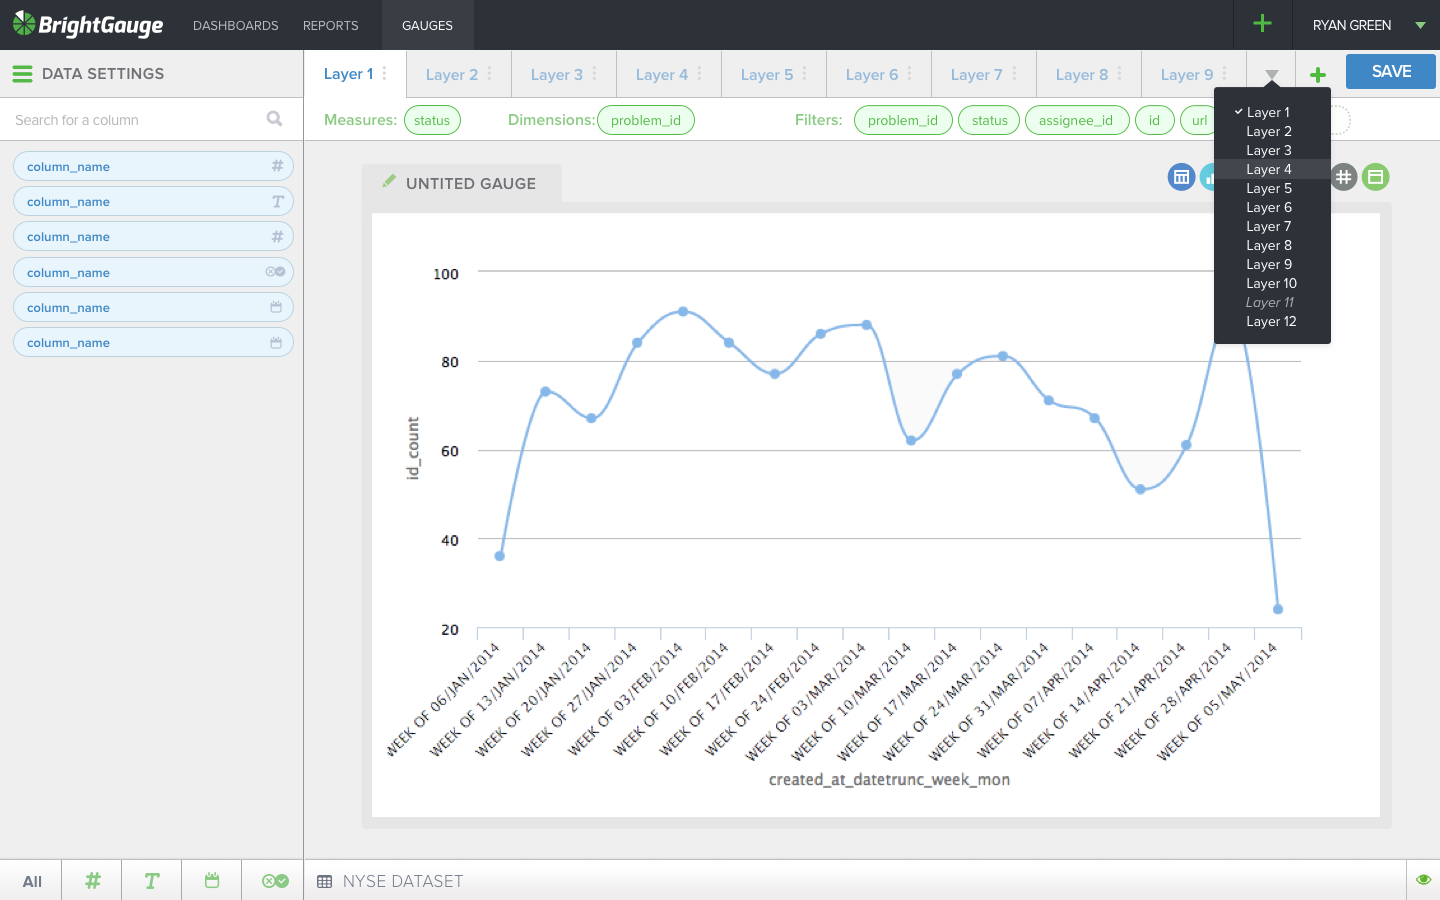 BrightGauge DASHBOARDS REPORTS GAUGES RYAN GREEN
DATA SETTINGS
Layer 1 Layer 2 Layer 3 Layer 4 Layer 5 Layer 6 Layer 7 Layer 8 Layer 9 SAVE
Search for a column
Measures: status Dimensions: problem_id Filters: problem_id status assignee_id id url
Layer 1
Layer 2
Layer 3
Layer 4
Layer 5
Layer 6
Layer 7
Layer 8
Layer 9
Layer 10
Layer 11
Layer 12
column_name
column_name
column_name
column_name
column_name
column_name
UNTITED GAUGE
100
80
60
40
20
id_count
WEEK OF 06/JAN/2014
WEEK OF 13/JAN/2014
WEEK OF 20/JAN/2014
WEEK OF 27/JAN/2014
WEEK OF 03/FEB/2014
WEEK OF 10/FEB/2014
WEEK OF 17/FEB/2014
WEEK OF 24/FEB/2014
WEEK OF 03/MAR/2014
WEEK OF 10/MAR/2014
WEEK OF 17/MAR/2014
WEEK OF 24/MAR/2014
WEEK OF 31/MAR/2014
WEEK OF 07/APR/2014
WEEK OF 14/APR/2014
WEEK OF 21/APR/2014
WEEK OF 28/APR/2014
WEEK OF 05/MAY/2014
created_at_datetrunc_week_mon
All # T
NYSE DATASET